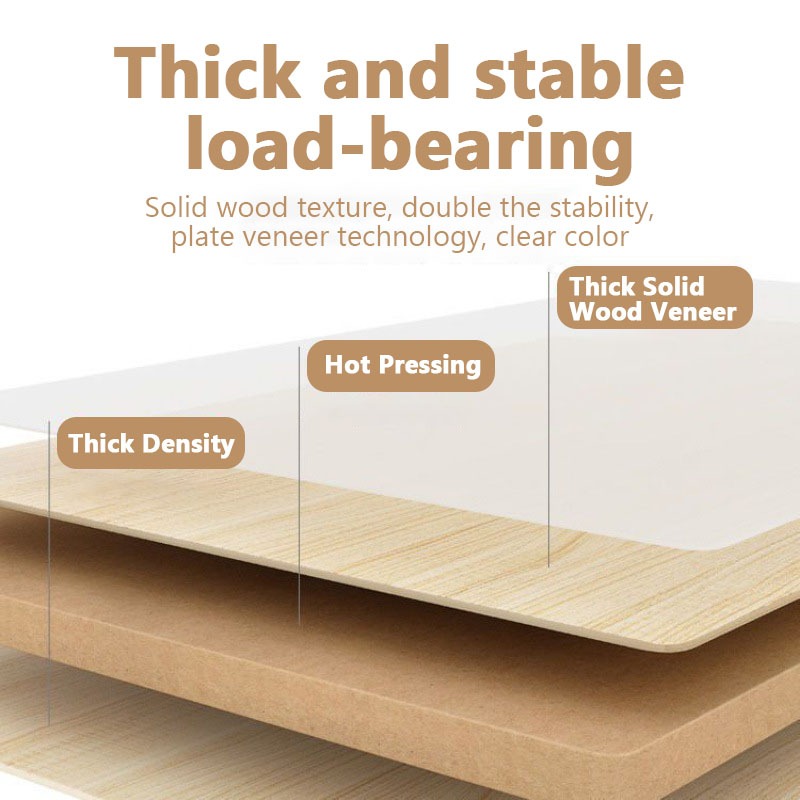 Thick and stable
load-bearing
Solid wood texture, double the stability,
plate veneer technology, clear color
Thick Solid
Wood Veneer
Hot Pressing
Thick Density